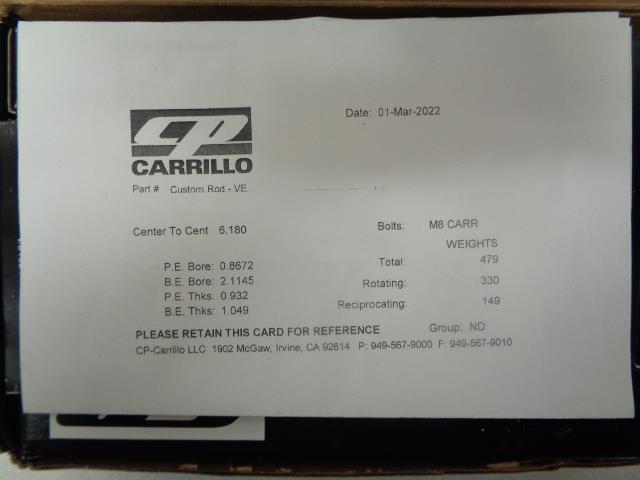 Date: 01-Mar-2022
CP
CARRILLO
Part # Custom Rod - VE
Center To Cent 6.180
Bolts: M8 CARR
WEIGHTS
P.E. Bore: 0.8672
Total: 479
B.E. Bore: 2.1145
Rotating: 330
P.E. Thks: 0.932
Reciprocating: 149
B.E. Thks: 1.049
PLEASE RETAIN THIS CARD FOR REFERENCE Group. ND
CP-Carrillo LLC 1902 McGaw, Irvine, CA 92614 P: 949-567-9000 F: 949-567-9010